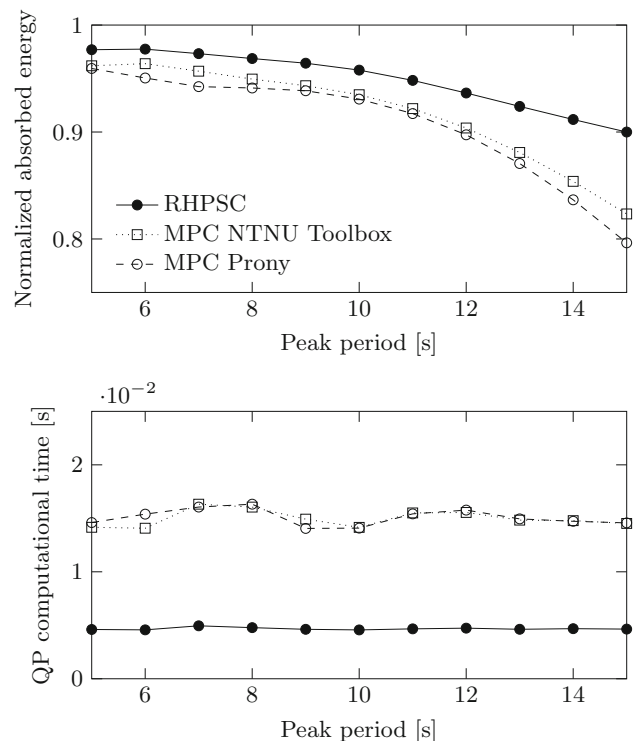 1
0.9
0.8
Normalized absorbed energy
RHPSC
MPC NTNU Toolbox
MPC Prony
6 8 10 12 14
Peak period [s]
·10⁻²
2
1
0
QP computational time [s]
6 8 10 12 14
Peak period [s]